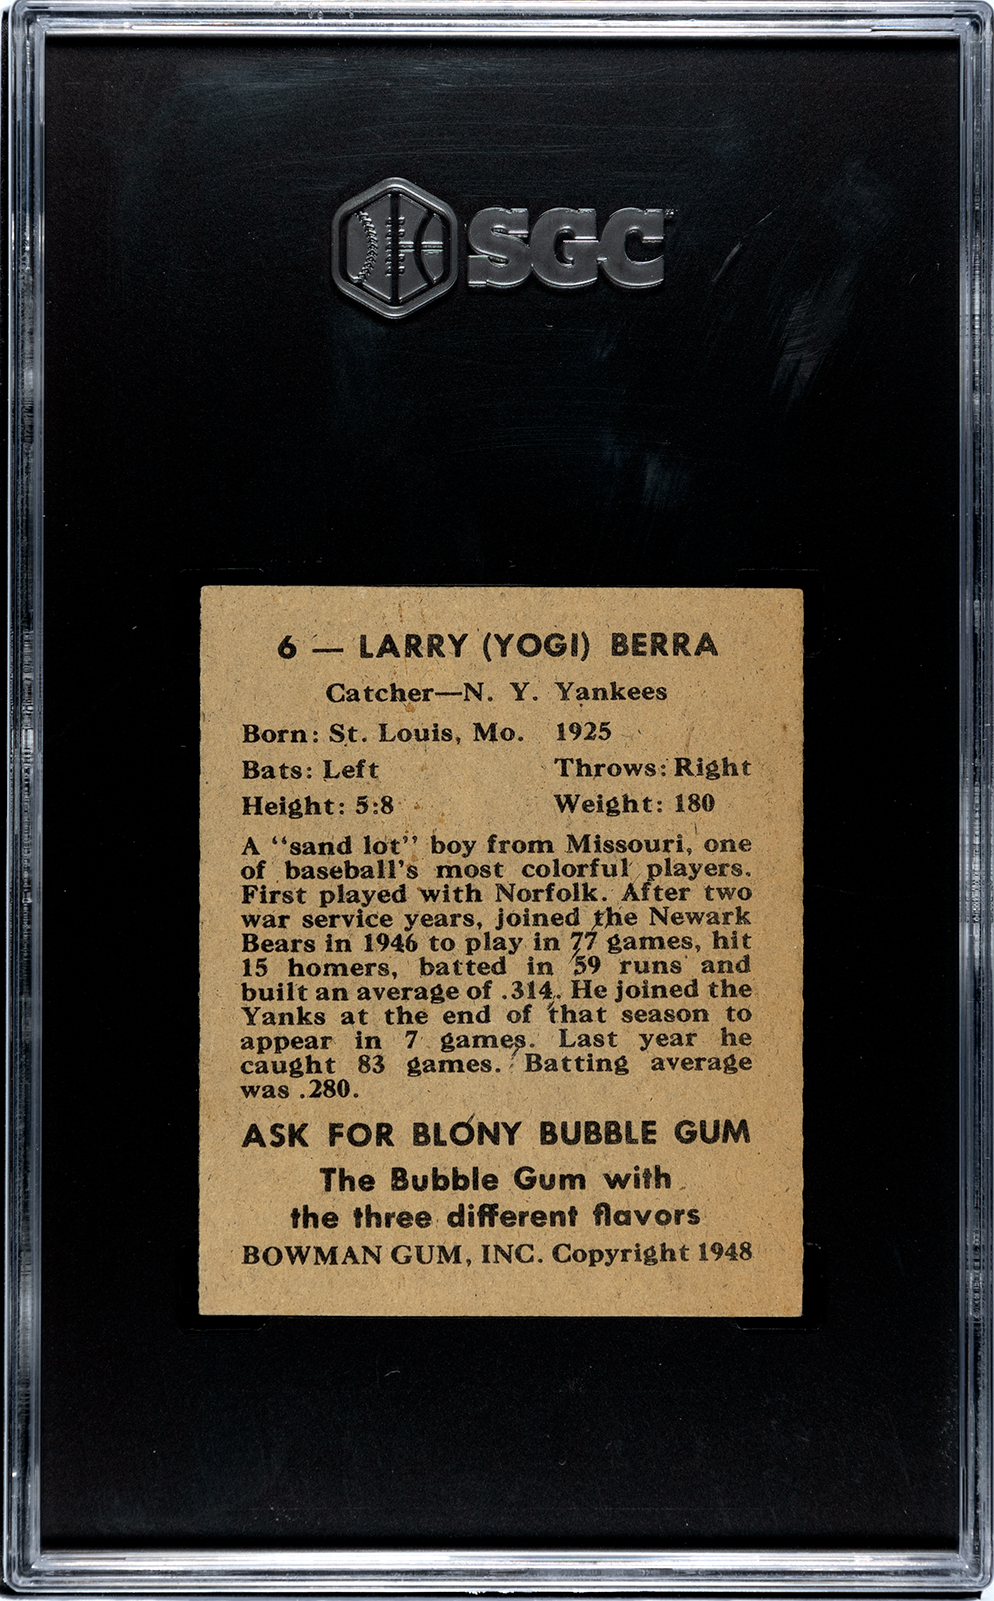 SGC
6 — LARRY (YOGI) BERRA
Catcher—N. Y. Yankees
Born: St. Louis, Mo. 1925
Bats: Left Throws: Right
Height: 5:8 Weight: 180
A “sand lot” boy from Missouri, one
of baseball's most colorful players.
First played with Norfolk. After two
war service years, joined the Newark
Bears in 1946 to play in 77 games, hit
15 homers, batted in 59 runs and
built an average of .314. He joined the
Yanks at the end of that season to
appear in 7 games. Last year he
caught 83 games. Batting average
was .280.
ASK FOR BLONY BUBBLE GUM
The Bubble Gum with
the three different flavors
BOWMAN GUM, INC. Copyright 1948